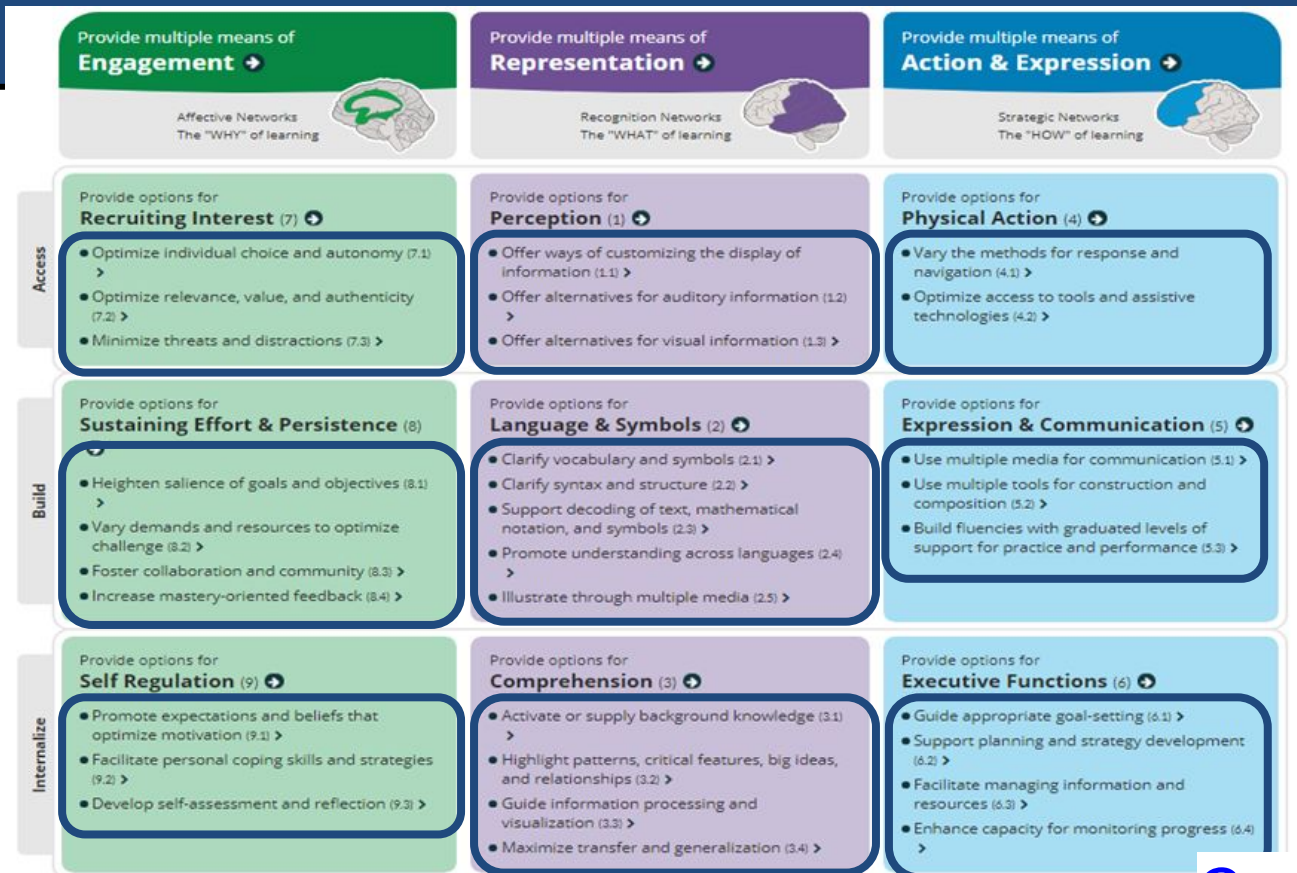 Provide multiple means of
Engagement
Affective Networks
The "WHY" of learning
Provide multiple means of
Representation
Recognition Networks
The "WHAT" of learning
Provide multiple means of
Action & Expression
Strategic Networks
The "HOW" of learning
Access
Provide options for
Recruiting Interest (7)
• Optimize individual choice and autonomy (7.1)
>
• Optimize relevance, value, and authenticity
(7.2) >
• Minimize threats and distractions (7.3) >
Provide options for
Perception (1)
• Offer ways of customizing the display of
information (1.1) >
• Offer alternatives for auditory information (1.2)
>
• Offer alternatives for visual information (1.3) >
Provide options for
Physical Action (4)
• Vary the methods for response and
navigation (4.1) >
• Optimize access to tools and assistive
technologies (4.2) >
Build
Provide options for
Sustaining Effort & Persistence (8)
• Heighten salience of goals and objectives (8.1)
>
• Vary demands and resources to optimize
challenge (8.2) >
• Foster collaboration and community (8.3) >
• Increase mastery-oriented feedback (8.4) >
Provide options for
Language & Symbols (2)
• Clarify vocabulary and symbols (2.1) >
• Clarify syntax and structure (2.2) >
• Support decoding of text, mathematical
notation, and symbols (2.3) >
• Promote understanding across languages (2.4)
>
• Illustrate through multiple media (2.5) >
Provide options for
Expression & Communication (5)
• Use multiple media for communication (5.1) >
• Use multiple tools for construction and
composition (5.2) >
• Build fluencies with graduated levels of
support for practice and performance (5.3) >
Internalize
Provide options for
Self Regulation (9)
• Promote expectations and beliefs that
optimize motivation (9.1) >
• Facilitate personal coping skills and strategies
(9.2) >
• Develop self-assessment and reflection (9.3) >
Provide options for
Comprehension (3)
• Activate or supply background knowledge (3.1)
>
• Highlight patterns, critical features, big ideas,
and relationships (3.2) >
• Guide information processing and
visualization (3.3) >
• Maximize transfer and generalization (3.4) >
Provide options for
Executive Functions (6)
• Guide appropriate goal-setting (6.1) >
• Support planning and strategy development
(6.2) >
• Facilitate managing information and
resources (6.3) >
• Enhance capacity for monitoring progress (6.4)
>